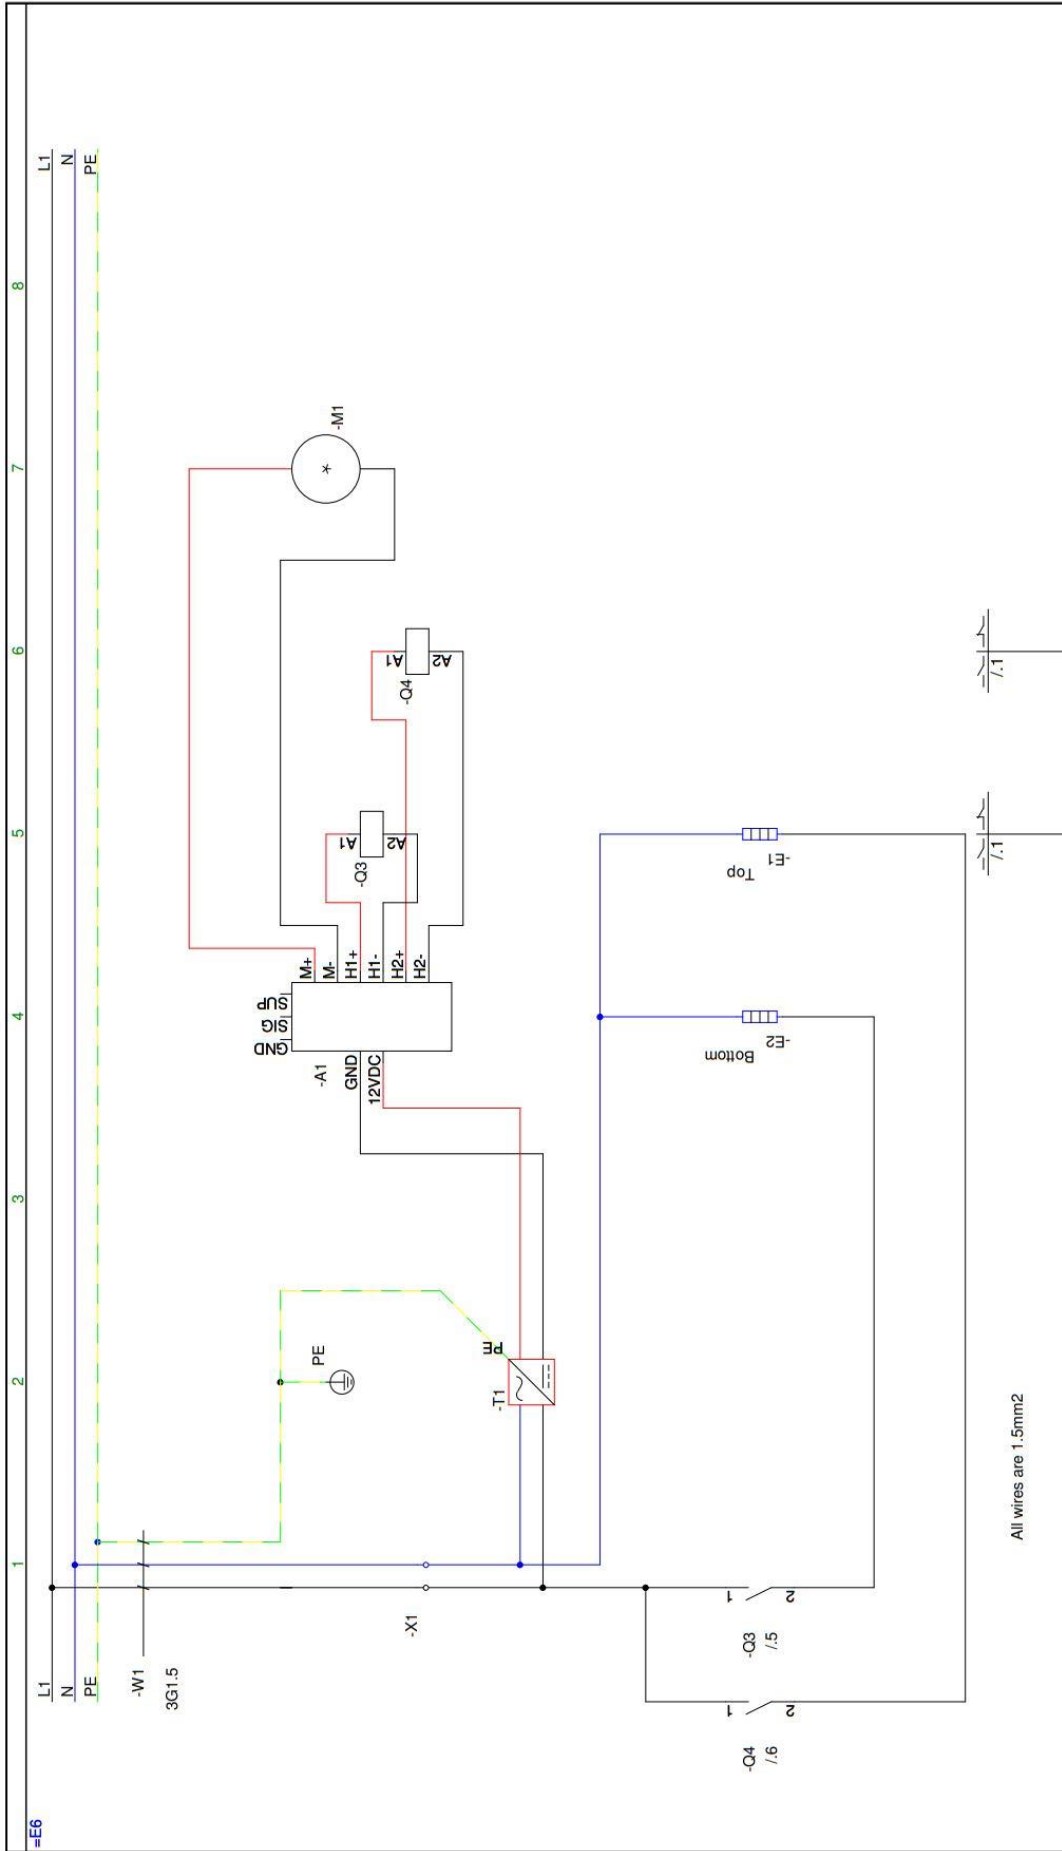 =E6
1 2 3 4 5 6 7 8
L1 L1
N N
PE PE
-W1
3G1.5
PE
-X1
-T1
PE
-A1
GND SIG SUP
GND
12VDC
M+
M-
H1+
H1-
H2+
H2-
-Q3
A1
A2
-Q4
A1
A2
-M1
*
-Q4
/.6
1
2
-Q3
/.5
1
2
Bottom
-E2
Top
-E1
/.1
/.1
All wires are 1.5mm2